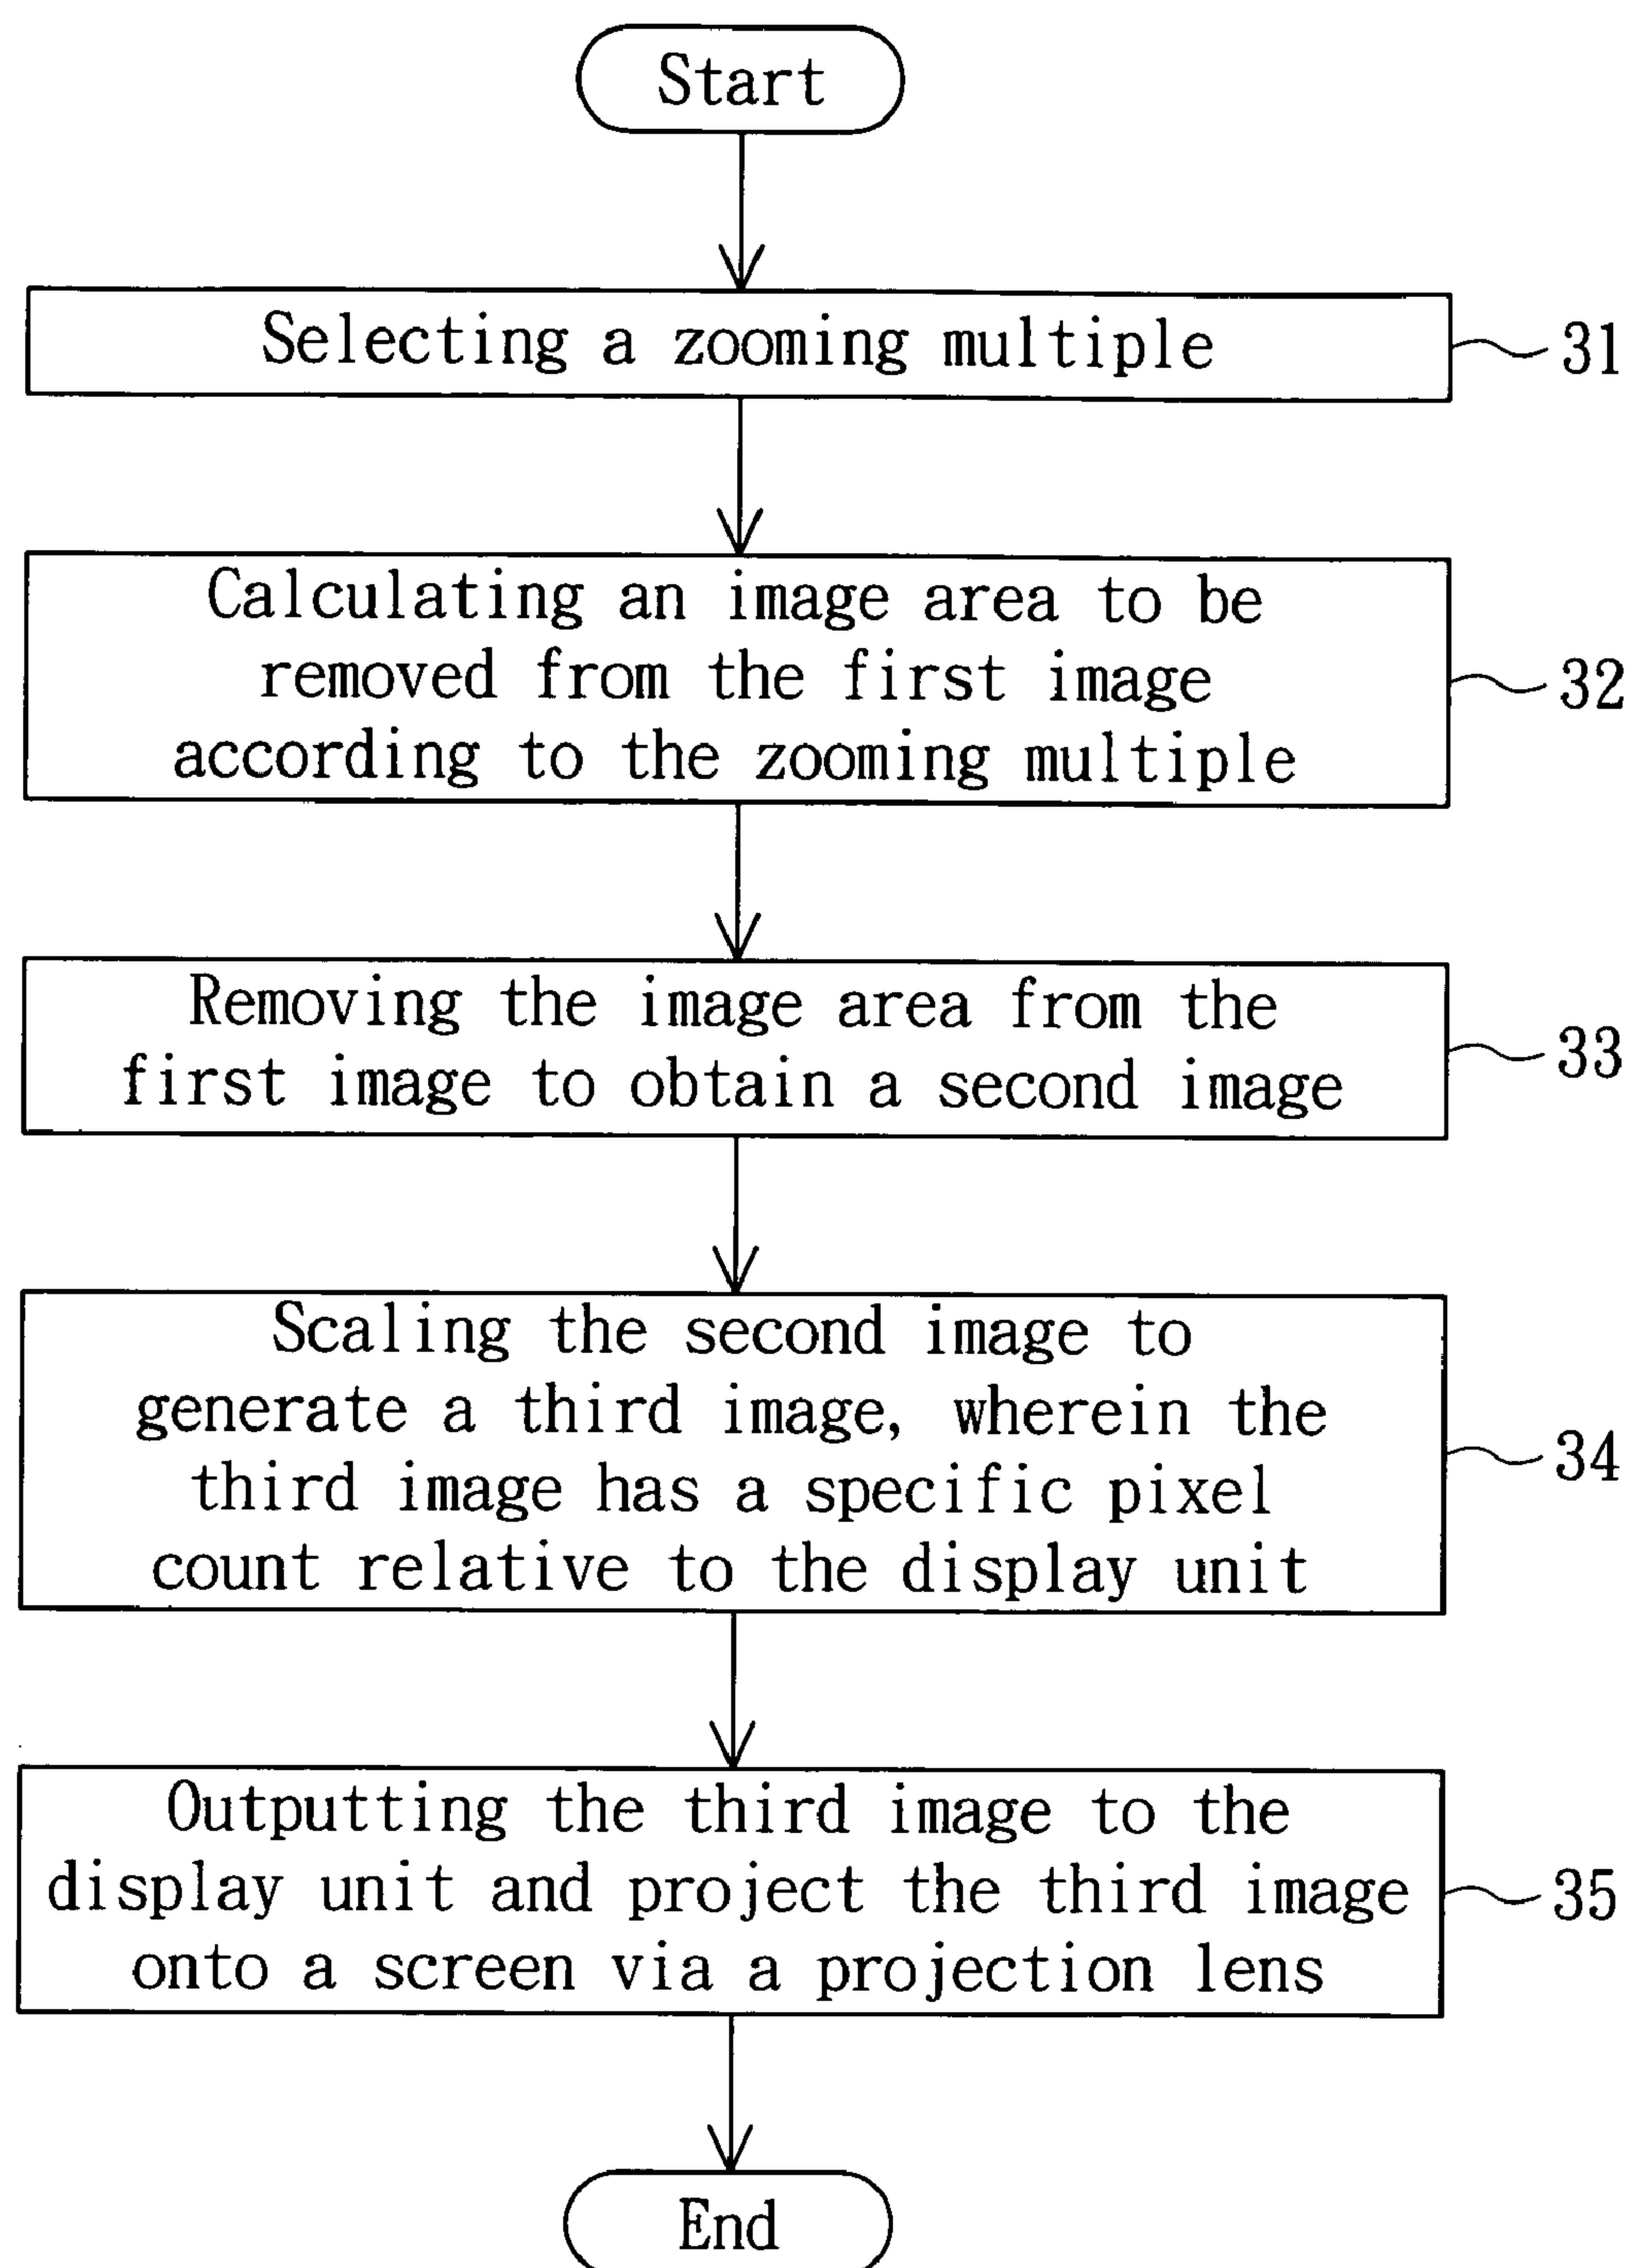 Start
Selecting a zooming multiple
31
Calculating an image area to be
removed from the first image
according to the zooming multiple
32
Removing the image area from the
first image to obtain a second image
33
Scaling the second image to
generate a third image, wherein the
third image has a specific pixel
count relative to the display unit
34
Outputting the third image to the
display unit and project the third image
onto a screen via a projection lens
35
End